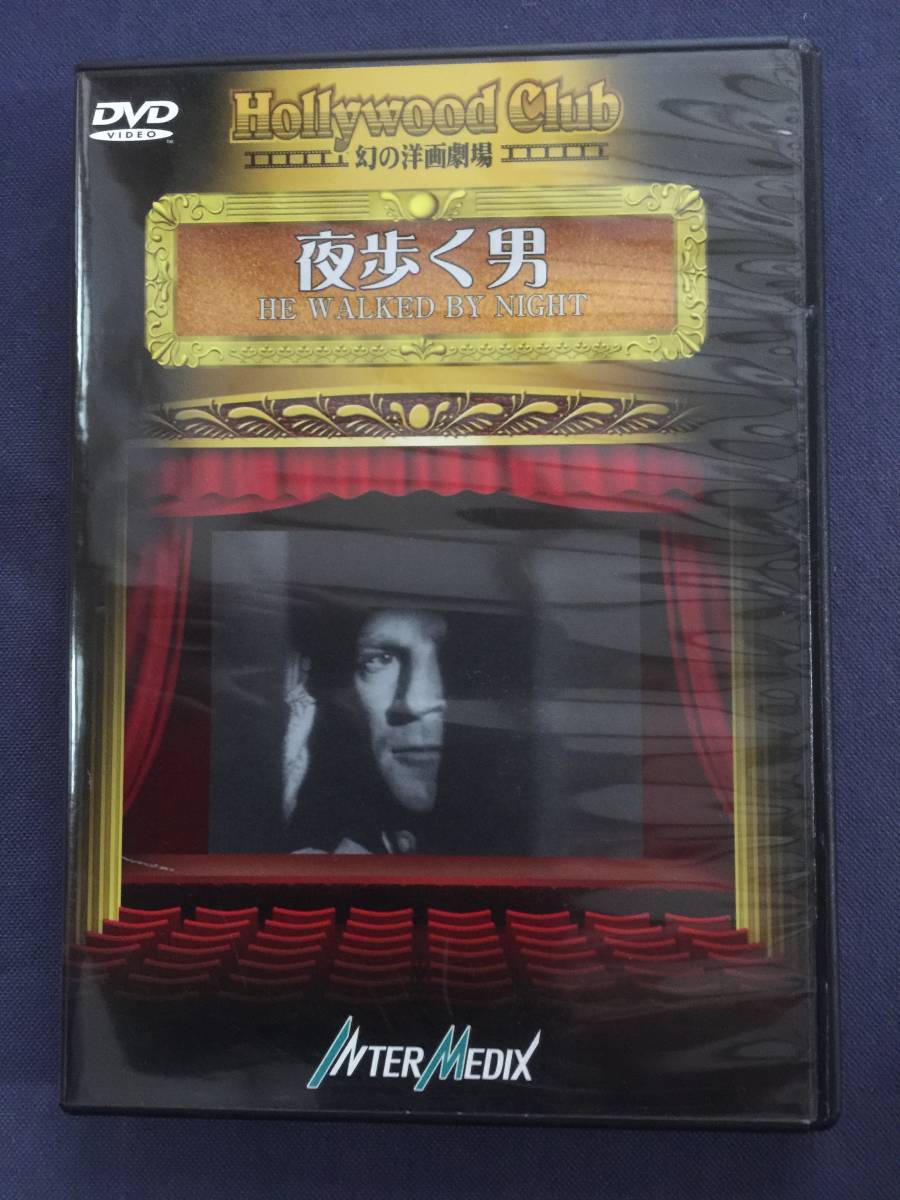 DVD
VIDEO
TM
Hollywood Club
幻の洋画劇場
夜歩く男
HE WALKED BY NIGHT
INTER MEDIX